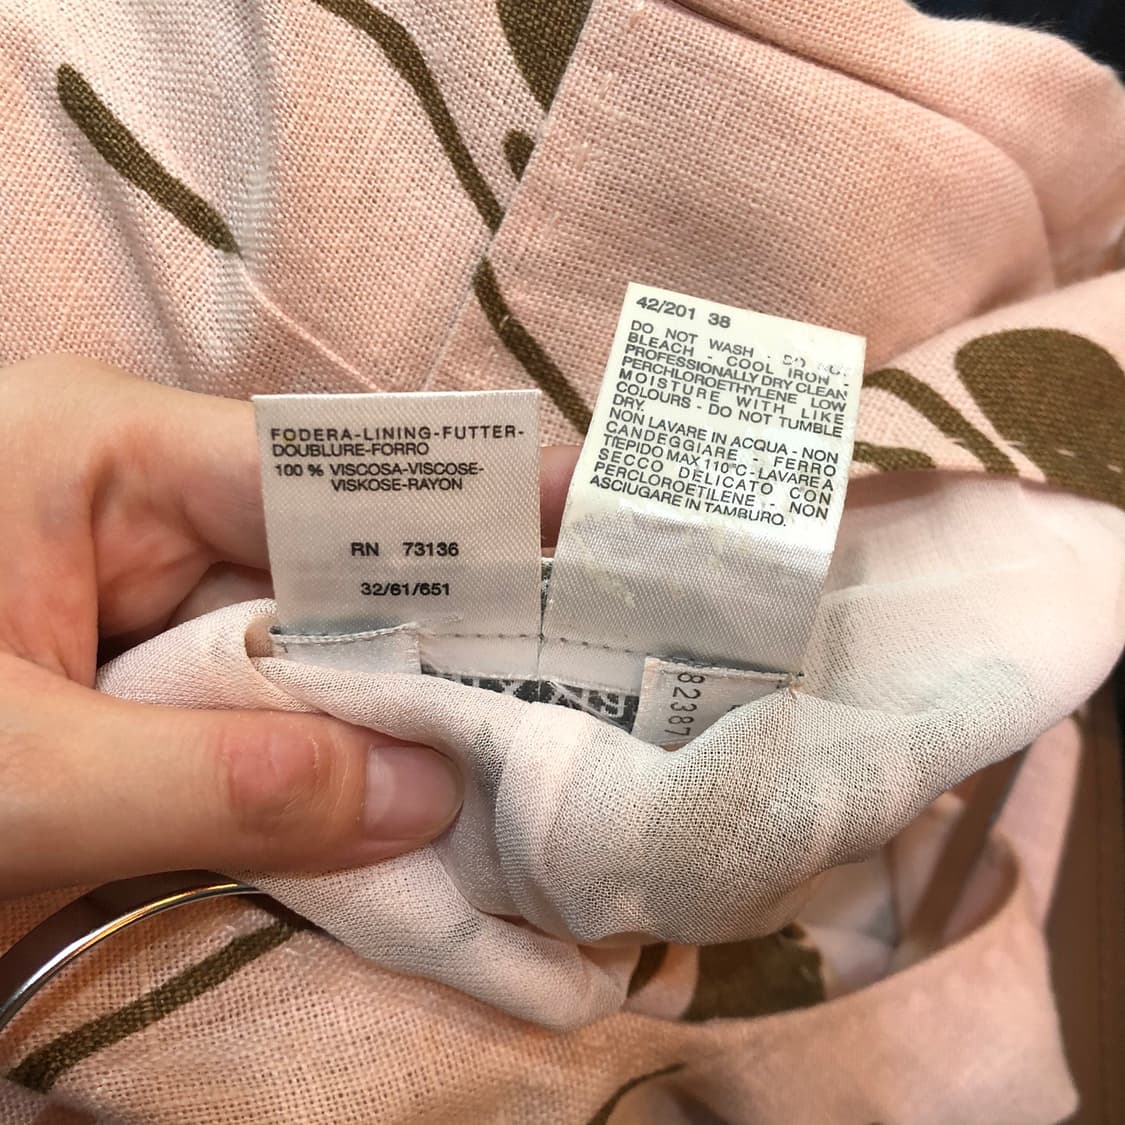 FODERA-LINING-FUTTER-
DOUBLURE-FORRO
100 % VISCOSA-VISCOSE-
VISKOSE-RAYON
RN 73136
32/61/651
42/201 38
DO NOT WASH - DO NOT
BLEACH - COOL IRON -
PROFESSIONALLY DRY CLEAN
PERCHLOROETHYLENE LOW
MOISTURE WITH LIKE
COLOURS - DO NOT TUMBLE
DRY.
NON LAVARE IN ACQUA - NON
CANDEGGIARE - FERRO
TIEPIDO MAX 110°C - LAVARE A
SECCO DELICATO CON
PERCLOROETILENE - NON
ASCIUGARE IN TAMBURO.
82387